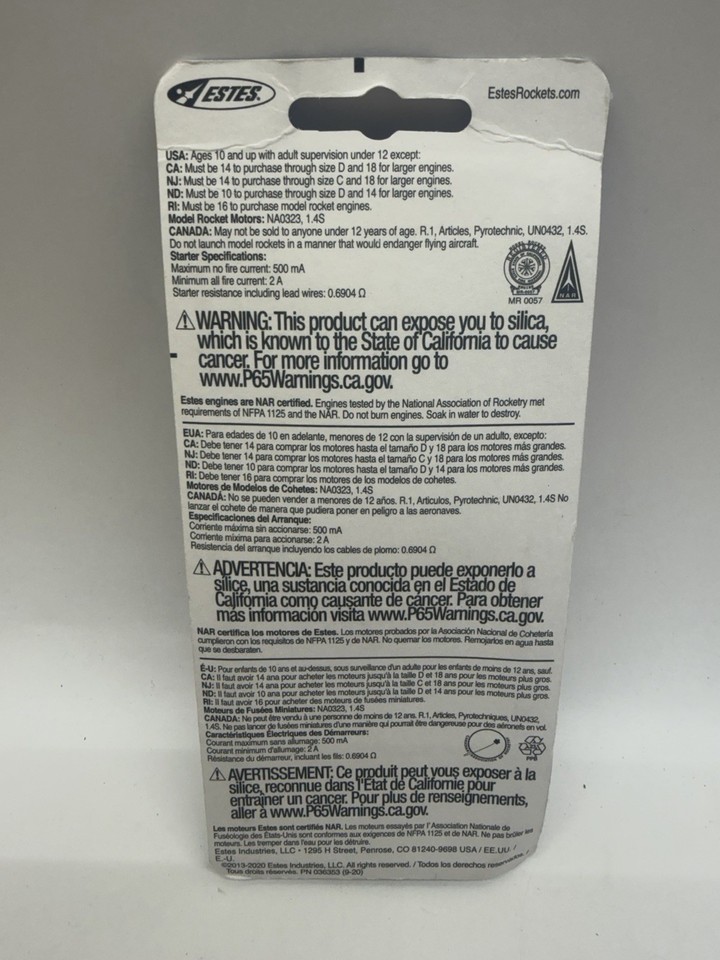 ESTES.
EstesRockets.com
USA: Ages 10 and up with adult supervision under 12 except:
CA: Must be 14 to purchase through size D and 18 for larger engines.
NJ: Must be 14 to purchase through size C and 18 for larger engines.
ND: Must be 10 to purchase through size D and 14 for larger engines.
RI: Must be 16 to purchase model rocket engines.
Model Rocket Motors: NA0323, 1.4S
CANADA: May not be sold to anyone under 12 years of age. R.1, Articles, Pyrotechnic, UN0432, 1.4S.
Do not launch model rockets in a manner that would endanger flying aircraft.
Starter Specifications:
Maximum no fire current: 500 mA
Minimum all fire current: 2 A
Starter resistance including lead wires: 0.6904 Ω
MR 0057
NAR
⚠WARNING: This product can expose you to silica,
which is known to the State of California to cause
cancer. For more information go to
www.P65Warnings.ca.gov.
Estes engines are NAR certified. Engines tested by the National Association of Rocketry met
requirements of NFPA 1125 and the NAR. Do not burn engines. Soak in water to destroy.
EUA: Para edades de 10 en adelante, menores de 12 con la supervisión de un adulto, excepto:
CA: Debe tener 14 para comprar los motores hasta el tamaño D y 18 para los motores más grandes.
NJ: Debe tener 14 para comprar los motores hasta el tamaño C y 18 para los motores más grandes.
ND: Debe tener 10 para comprar los motores hasta el tamaño D y 14 para los motores más grandes.
RI: Debe tener 16 para comprar los motores de los modelos de cohetes.
Motores de Modelos de Cohetes: NA0323, 1.4S
CANADÁ: No se pueden vender a menores de 12 años. R.1, Articulos, Pyrotechnic, UN0432, 1.4S No
lanzar el cohete de manera que pudiera poner en peligro a las aeronaves.
Especificaciones del Arranque:
Corriente máxima sin accionarse: 500 mA
Corriente míxima para accionarse: 2 A
Resistencia del arranque incluyendo los cables de plomo: 0.6904 Ω
⚠ADVERTENCIA: Este producto puede exponerlo a
sílice, una sustancia conocida en el Estado de
California como causante de cáncer. Para obtener
más información visita www.P65Warnings.ca.gov.
NAR certifica los motores de Estes. Los motores probados por la Asociación Nacional de Cohetería
cumplieron con los requisitos de NFPA 1125 y de NAR. No quemar los motores. Remojarlos en agua hasta
que se desbaraten.
É-U: Pour enfants de 10 ans et au-dessus, sous surveillance d'un adulte pour les enfants de moins de 12 ans, sauf.
CA: Il faut avoir 14 ans pour acheter les moteurs jusqu'à la taille D et 18 ans pour les moteurs plus gros.
NJ: Il faut avoir 14 ans pour acheter les moteurs jusqu'à la taille C et 18 ans pour les moteurs plus gros.
ND: Il faut avoir 10 ans pour acheter les moteurs jusqu'à la taille D et 14 ans pour les moteurs plus gros.
RI: Il faut avoir 16 pour acheter des moteurs de fusées miniatures.
Moteurs de Fusées Miniatures: NA0323, 1.4S
CANADA: Ne peut être vendu à une personne de moins de 12 ans. R.1, Articles, Pyrotechniques, UN0432,
1.4S. Ne pas lancer de fusées miniatures d'une manière qui pourrait être dangereuse pour des aéronefs en vol.
Caractéristiques Électriques des Démarreurs:
Courant maximum sans allumage: 500 mA
Courant minimum d'allumage: 2 A
Résistance du démarreur, incluant les fils: 0.6904 Ω
⚠AVERTISSEMENT: Ce produit peut vous exposer à la
silice, reconnue dans l'État de Californie pour
entraîner un cancer. Pour plus de renseignements,
aller à www.P65Warnings.ca.gov.
Les moteurs Estes sont certifiés NAR. Les moteurs essayés par l'Association Nationale de
Fuséologie des États-Unis sont conformes aux exigences de NFPA 1125 et de NAR. Ne pas brûler les
moteurs. Les tremper dans l'eau pour les détruire.
Estes Industries, LLC • 1295 H Street, Penrose, CO 81240-9698 USA / EE.UU. /
E.-U.
©2013-2020 Estes Industries, LLC. All rights reserved. / Todos los derechos reservados. /
Tous droits réservés. PN 036353 (9-20)